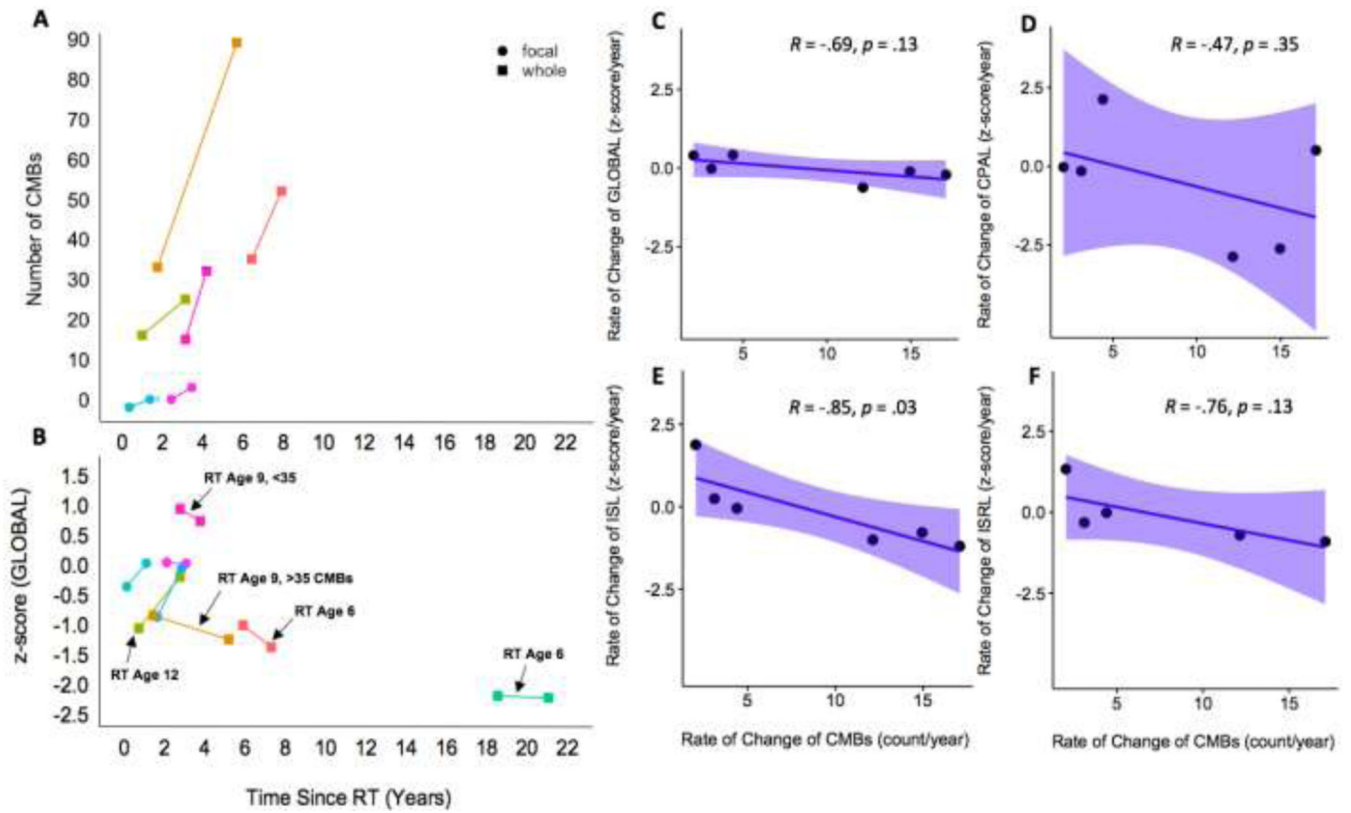 A
Number of CMBs
90
80
70
60
50
40
30
20
10
0
focal
whole
0 2 4 6 8 10 12 14 16 18 20 22
B
z-score (GLOBAL)
1.5
1.0
0.5
0.0
-0.5
-1.0
-1.5
-2.0
-2.5
RT Age 9, <35
RT Age 9, >35 CMBs
RT Age 6
RT Age 12
RT Age 6
0 2 4 6 8 10 12 14 16 18 20 22
Time Since RT (Years)
C
R = -.69, p = .13
Rate of Change of GLOBAL (z-score/year)
2.5
0.0
-2.5
5 10 15
D
R = -.47, p = .35
Rate of Change of CPAL (z-score/year)
2.5
0.0
-2.5
5 10 15
E
R = -.85, p = .03
Rate of Change of ISL (z-score/year)
2.5
0.0
-2.5
5 10 15
Rate of Change of CMBs (count/year)
F
R = -.76, p = .13
Rate of Change of ISRL (z-score/year)
2.5
0.0
-2.5
5 10 15
Rate of Change of CMBs (count/year)